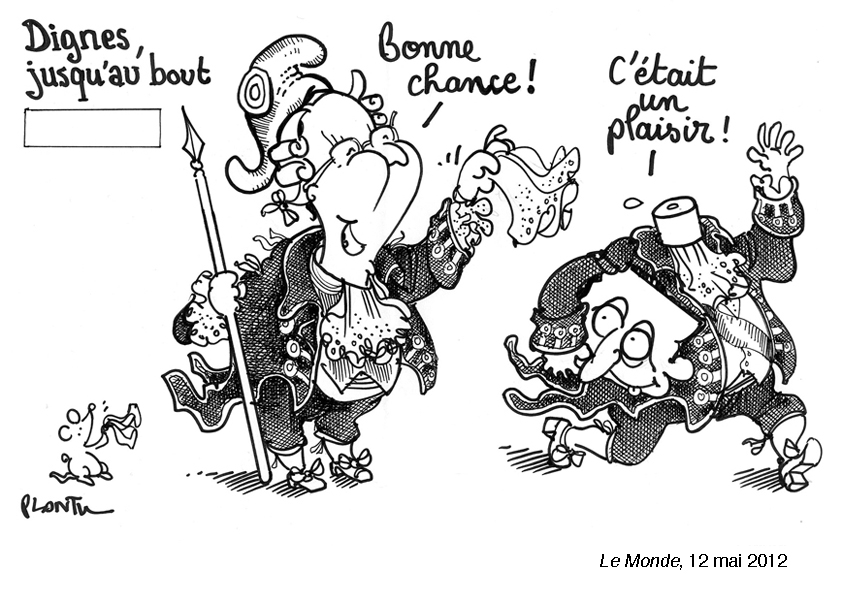 Dignes,
jusqu'au bout
Bonne
chance !
C'était
un
plaisir !
PLANTU
Le Monde, 12 mai 2012